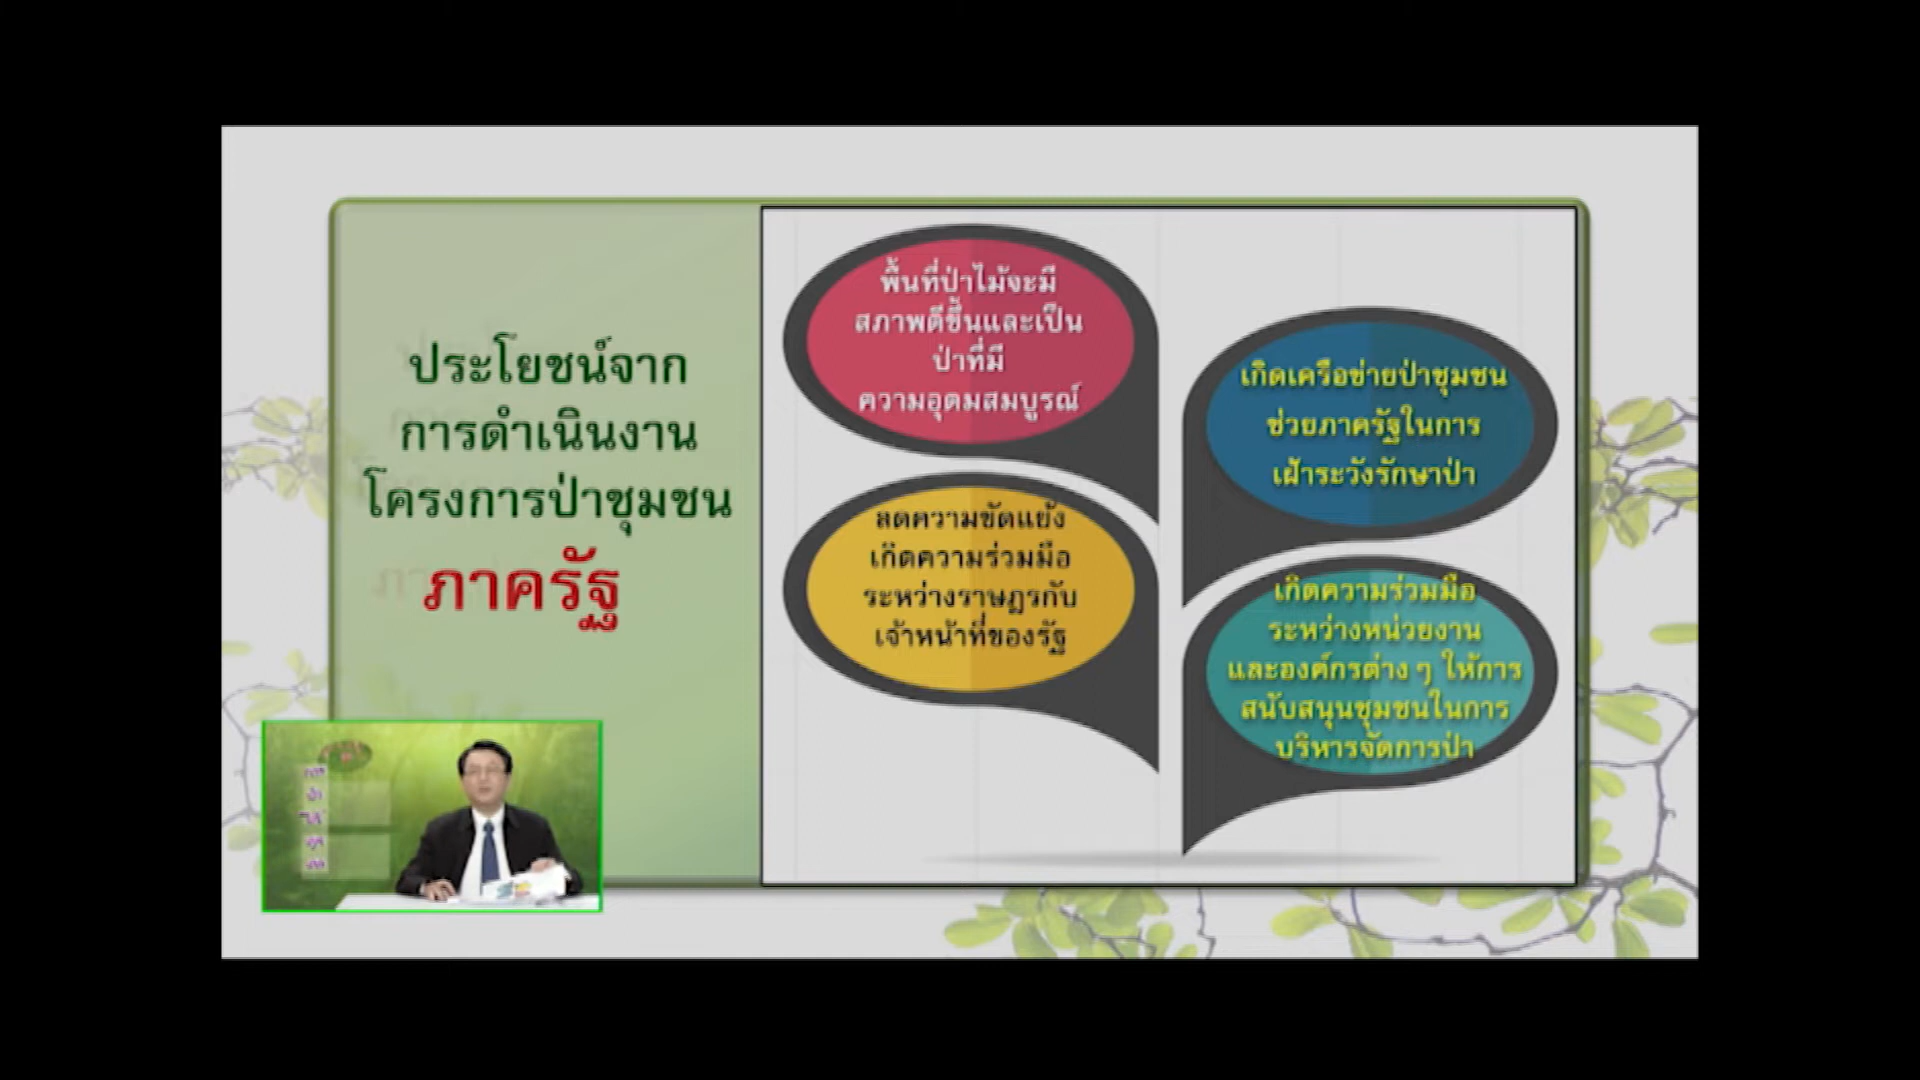 ประโยชน์จาก
การดำเนินงาน
โครงการป่าชุมชน
ภาครัฐ
พื้นที่ป่าไม้จะมี
สภาพดีขึ้นและเป็น
ป่าที่มี
ความอุดมสมบูรณ์
เกิดเครือข่ายป่าชุมชน
ช่วยภาครัฐในการ
เฝ้าระวังรักษาป่า
ลดความขัดแย้ง
เกิดความร่วมมือ
ระหว่างราษฎรกับ
เจ้าหน้าที่ของรัฐ
เกิดความร่วมมือ
ระหว่างหน่วยงาน
และองค์กรต่าง ๆ ให้การ
สนับสนุนชุมชนในการ
บริหารจัดการป่า